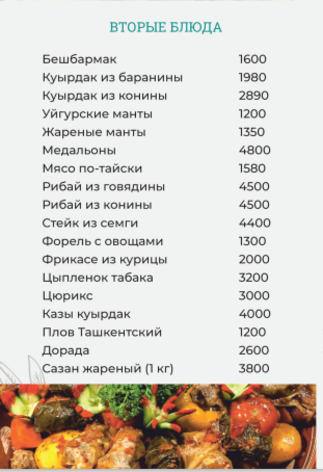 ВТОРЫЕ БЛЮДА
Бешбармак 1600
Куырдак из баранины 1980
Куырдак из конины 2890
Уйгурские манты 1200
Жареные манты 1350
Медальоны 4800
Мясо по-тайски 1580
Рибай из говядины 4500
Рибай из конины 4500
Стейк из семги 4400
Форель с овощами 1300
Фрикасе из курицы 2000
Цыпленок табака 3200
Цюрикс 3000
Казы куырдак 4000
Плов Ташкентский 1200
Дорада 2600
Сазан жареный (1 кг) 3800